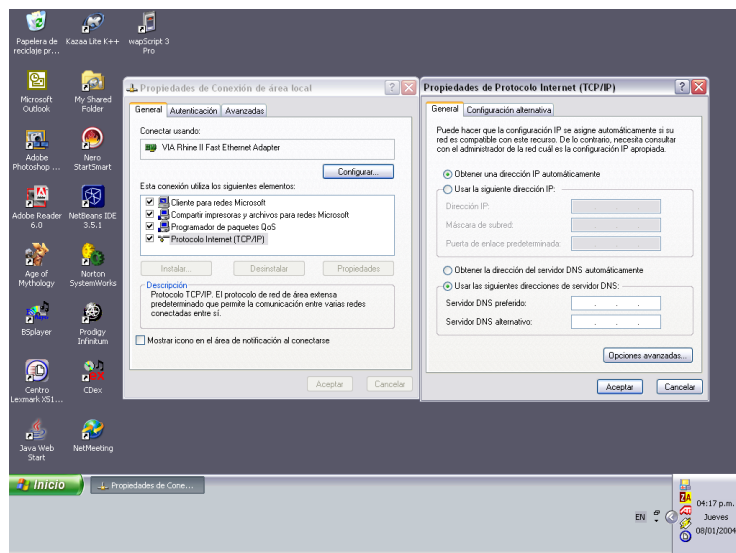 Papelera de
reciclaje pr...
Kazaa Lite K++
wapScript 3
Pro
Microsoft
Outlook
My Shared
Folder
Adobe
Photoshop ...
Nero
StartSmart
Adobe Reader
6.0
NetBeans IDE
3.5.1
Age of
Mythology
Norton
SystemWorks
BSplayer
Prodigy
Infinitum
Centro
Lexmark X51...
CDex
Java Web
Start
NetMeeting
Propiedades de Conexión de área local
General
Autenticación
Avanzadas
Conectar usando:
VIA Rhine II Fast Ethernet Adapter
Configurar...
Esta conexión utiliza los siguientes elementos:
Cliente para redes Microsoft
Compartir impresoras y archivos para redes Microsoft
Programador de paquetes QoS
Protocolo Internet (TCP/IP)
Instalar...
Desinstalar
Propiedades
Descripción
Protocolo TCP/IP. El protocolo de red de área extensa
predeterminado que permite la comunicación entre varias redes
conectadas entre sí.
Mostrar icono en el área de notificación al conectarse
Aceptar
Cancelar
Propiedades de Protocolo Internet (TCP/IP)
General
Configuración alternativa
Puede hacer que la configuración IP se asigne automáticamente si su
red es compatible con este recurso. De lo contrario, necesita consultar
con el administrador de la red cuál es la configuración IP apropiada.
Obtener una dirección IP automáticamente
Usar la siguiente dirección IP:
Dirección IP:
Máscara de subred:
Puerta de enlace predeterminada:
Obtener la dirección del servidor DNS automáticamente
Usar las siguientes direcciones de servidor DNS:
Servidor DNS preferido:
Servidor DNS alternativo:
Opciones avanzadas...
Aceptar
Cancelar
Inicio
Propiedades de Cone...
EN
04:17 p.m.
Jueves
08/01/2004